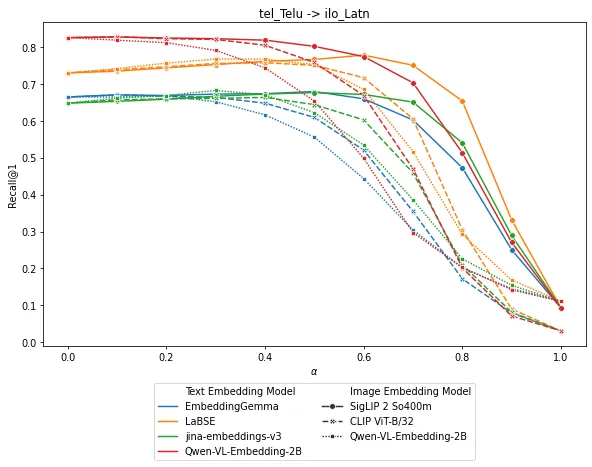 tel_Telu -> ilo_Latn
Recall@1
0.8
0.7
0.6
0.5
0.4
0.3
0.2
0.1
0.0
0.0
0.2
0.4
0.6
0.8
1.0
α
Text Embedding Model
EmbeddingGemma
LaBSE
jina-embeddings-v3
Qwen-VL-Embedding-2B
Image Embedding Model
SigLIP 2 So400m
CLIP ViT-B/32
Qwen-VL-Embedding-2B